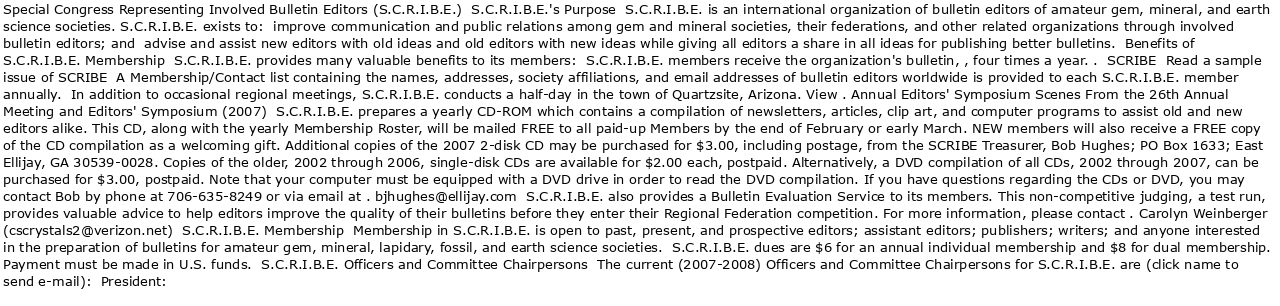 Special Congress Representing Involved Bulletin Editors (S.C.R.I.B.E.)  S.C.R.I.B.E.'s Purpose  S.C.R.I.B.E. is an international organization of bulletin editors of amateur gem, mineral, and earth
science societies. S.C.R.I.B.E. exists to:  improve communication and public relations among gem and mineral societies, their federations, and other related organizations through involved
bulletin editors; and  advise and assist new editors with old ideas and old editors with new ideas while giving all editors a share in all ideas for publishing better bulletins.  Benefits of
S.C.R.I.B.E. Membership  S.C.R.I.B.E. provides many valuable benefits to its members:  S.C.R.I.B.E. members receive the organization's bulletin, , four times a year. .  SCRIBE  Read a sample
issue of SCRIBE  A Membership/Contact list containing the names, addresses, society affiliations, and email addresses of bulletin editors worldwide is provided to each S.C.R.I.B.E. member
annually.  In addition to occasional regional meetings, S.C.R.I.B.E. conducts a half-day in the town of Quartzsite, Arizona. View . Annual Editors' Symposium Scenes From the 26th Annual
Meeting and Editors' Symposium (2007)  S.C.R.I.B.E. prepares a yearly CD-ROM which contains a compilation of newsletters, articles, clip art, and computer programs to assist old and new
editors alike. This CD, along with the yearly Membership Roster, will be mailed FREE to all paid-up Members by the end of February or early March. NEW members will also receive a FREE copy
of the CD compilation as a welcoming gift. Additional copies of the 2007 2-disk CD may be purchased for $3.00, including postage, from the SCRIBE Treasurer, Bob Hughes; PO Box 1633; East
Ellijay, GA 30539-0028. Copies of the older, 2002 through 2006, single-disk CDs are available for $2.00 each, postpaid. Alternatively, a DVD compilation of all CDs, 2002 through 2007, can be
purchased for $3.00, postpaid. Note that your computer must be equipped with a DVD drive in order to read the DVD compilation. If you have questions regarding the CDs or DVD, you may
contact Bob by phone at 706-635-8249 or via email at . bjhughes@ellijay.com  S.C.R.I.B.E. also provides a Bulletin Evaluation Service to its members. This non-competitive judging, a test run,
provides valuable advice to help editors improve the quality of their bulletins before they enter their Regional Federation competition. For more information, please contact . Carolyn Weinberger
(cscrystals2@verizon.net)  S.C.R.I.B.E. Membership  Membership in S.C.R.I.B.E. is open to past, present, and prospective editors; assistant editors; publishers; writers; and anyone interested
in the preparation of bulletins for amateur gem, mineral, lapidary, fossil, and earth science societies.  S.C.R.I.B.E. dues are $6 for an annual individual membership and $8 for dual membership.
Payment must be made in U.S. funds.  S.C.R.I.B.E. Officers and Committee Chairpersons  The current (2007-2008) Officers and Committee Chairpersons for S.C.R.I.B.E. are (click name to
send e-mail):  President: